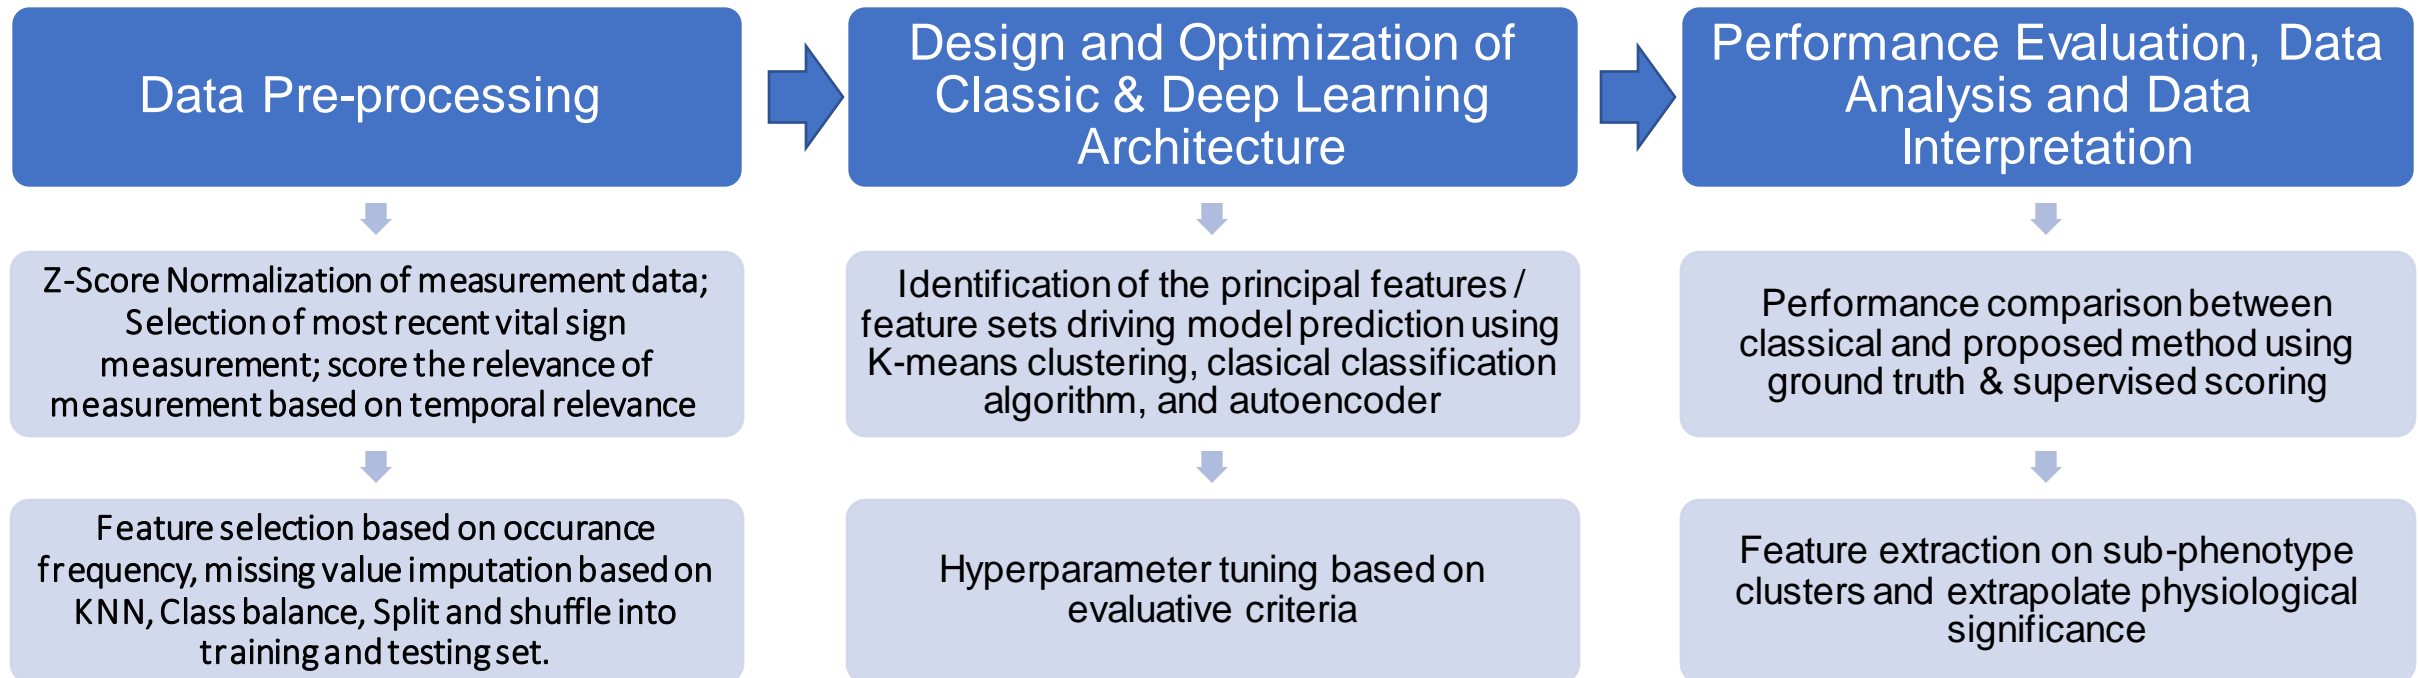 Data Pre-processing
Design and Optimization of
Classic & Deep Learning
Architecture
Performance Evaluation, Data
Analysis and Data
Interpretation
Z-Score Normalization of measurement data;
Selection of most recent vital sign
measurement; score the relevance of
measurement based on temporal relevance
Identification of the principal features /
feature sets driving model prediction using
K-means clustering, clasical classification
algorithm, and autoencoder
Performance comparison between
classical and proposed method using
ground truth & supervised scoring
Feature selection based on occurance
frequency, missing value imputation based on
KNN, Class balance, Split and shuffle into
training and testing set.
Hyperparameter tuning based on
evaluative criteria
Feature extraction on sub-phenotype
clusters and extrapolate physiological
significance